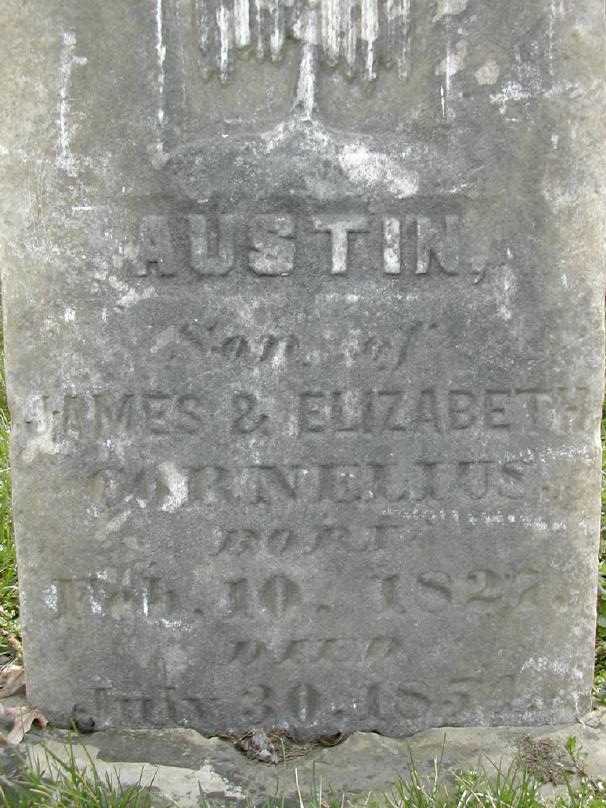 AUSTIN,
Son of
JAMES & ELIZABETH
CORNELIUS.
BORN
Feb. 10. 1827.
DIED
July 30.